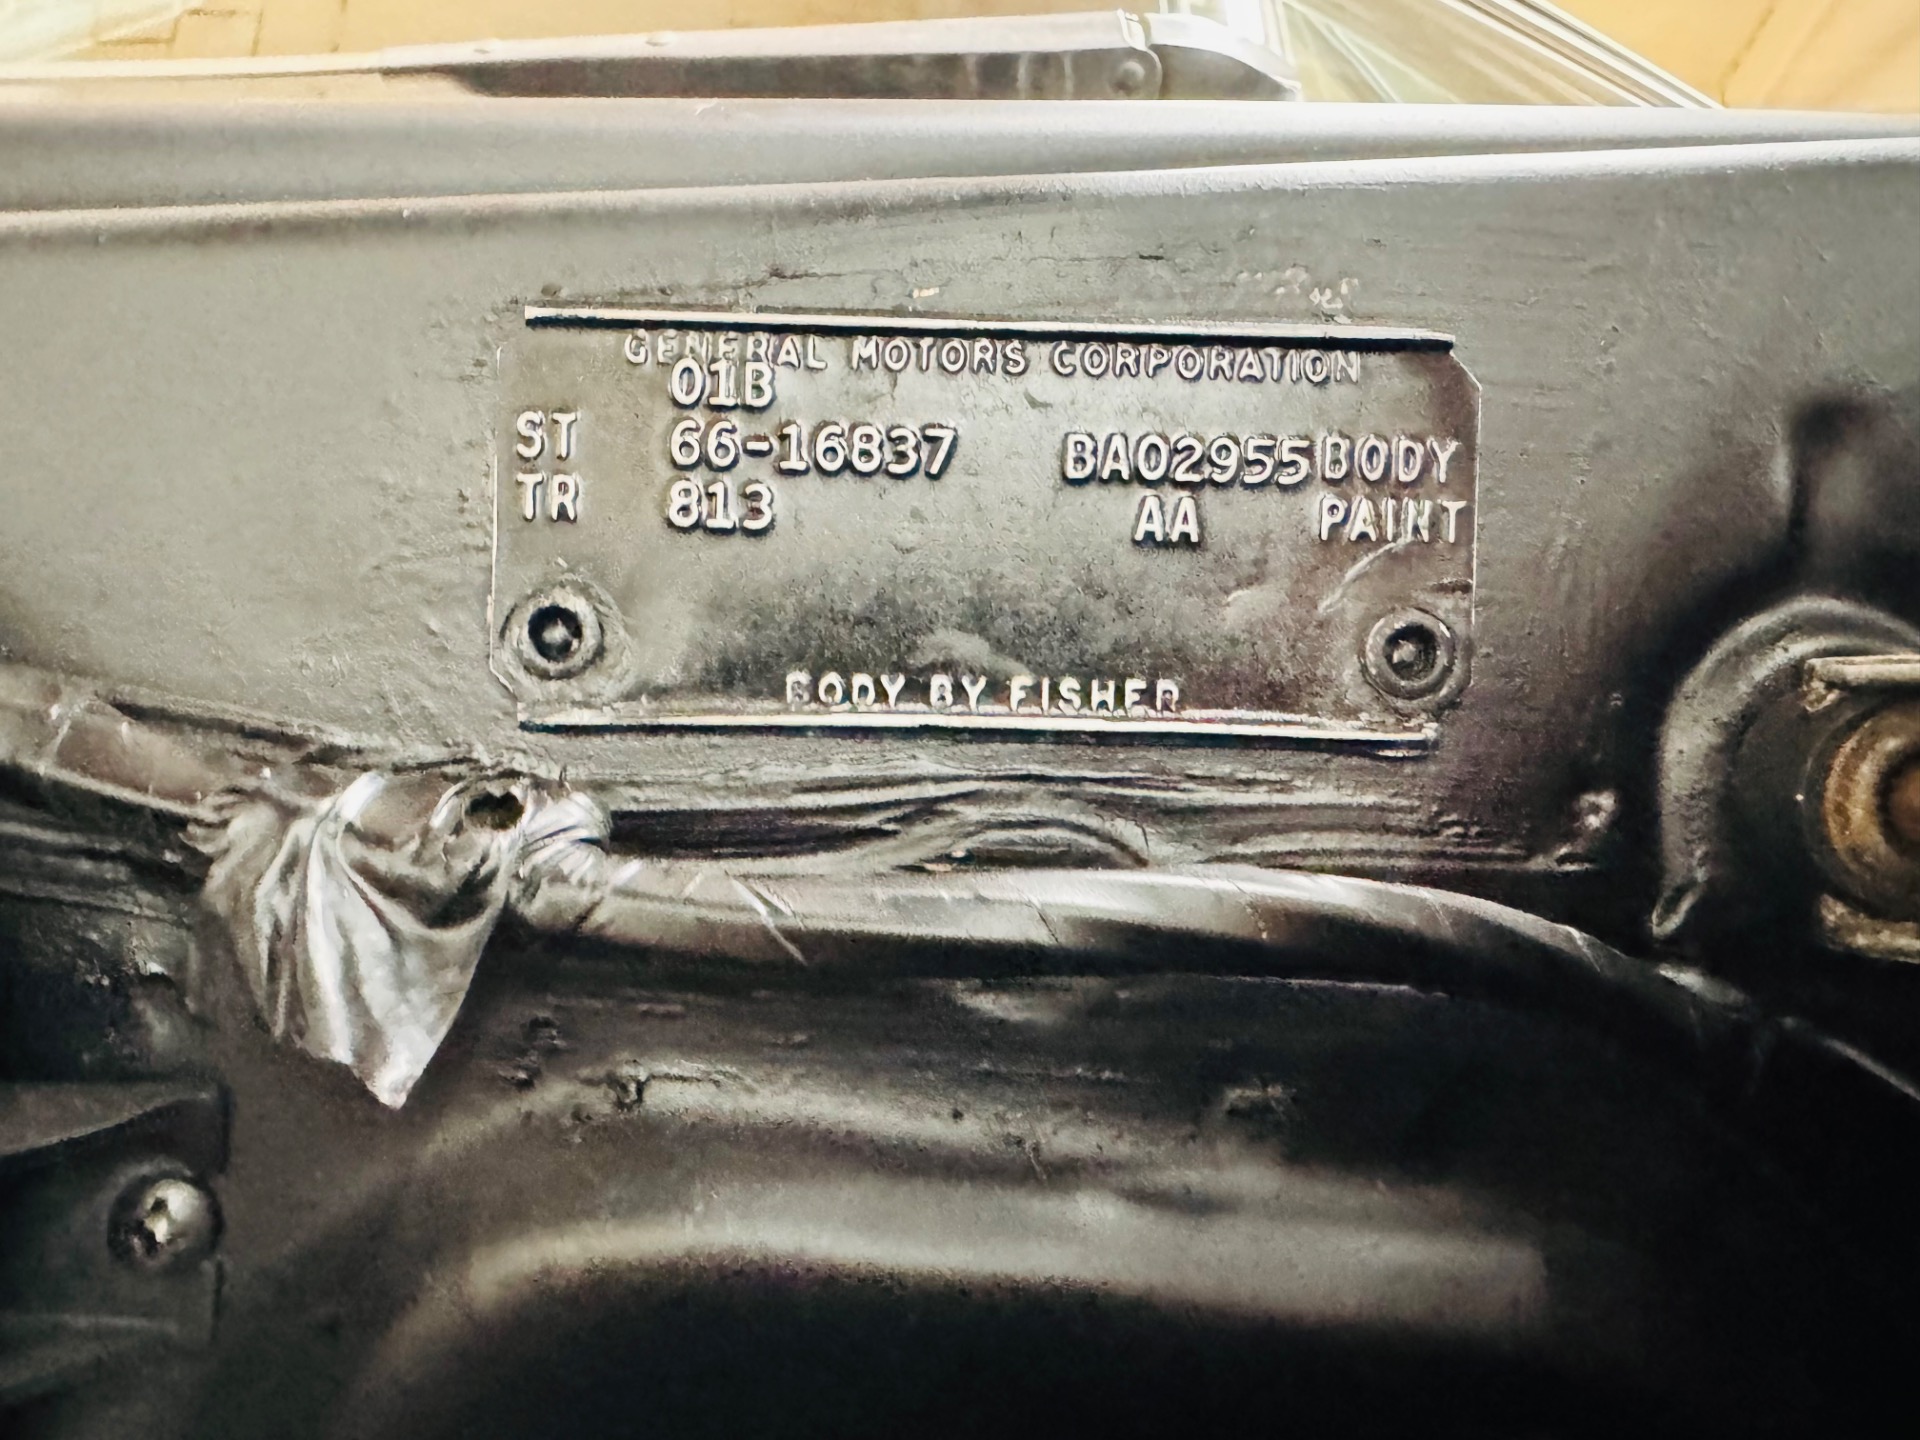 GENERAL MOTORS CORPORATION
01B
ST 66-16837 BA02955 BODY
TR 813 AA PAINT
BODY BY FISHER